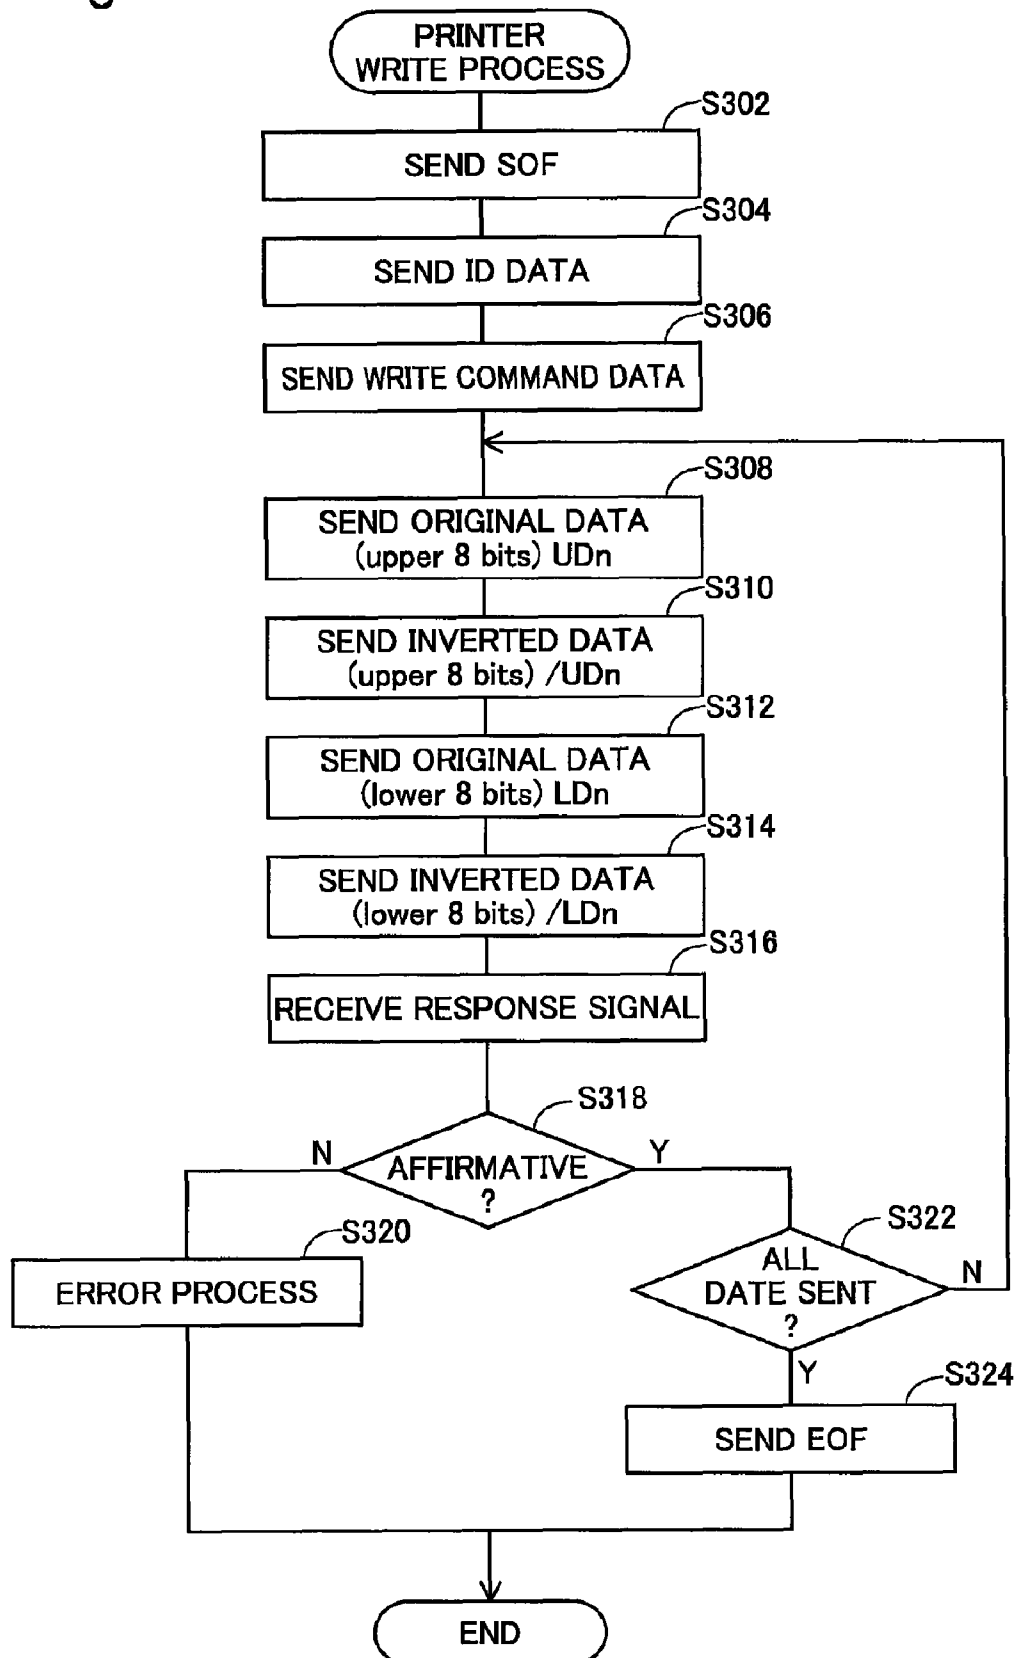 PRINTER
WRITE PROCESS
S302
SEND SOF
S304
SEND ID DATA
S306
SEND WRITE COMMAND DATA
S308
SEND ORIGINAL DATA
(upper 8 bits) UDn
S310
SEND INVERTED DATA
(upper 8 bits) /UDn
S312
SEND ORIGINAL DATA
(lower 8 bits) LDn
S314
SEND INVERTED DATA
(lower 8 bits) /LDn
S316
RECEIVE RESPONSE SIGNAL
S318
N
AFFIRMATIVE
?
Y
S320
ERROR PROCESS
S322
ALL
DATE SENT
?
N
Y
S324
SEND EOF
END